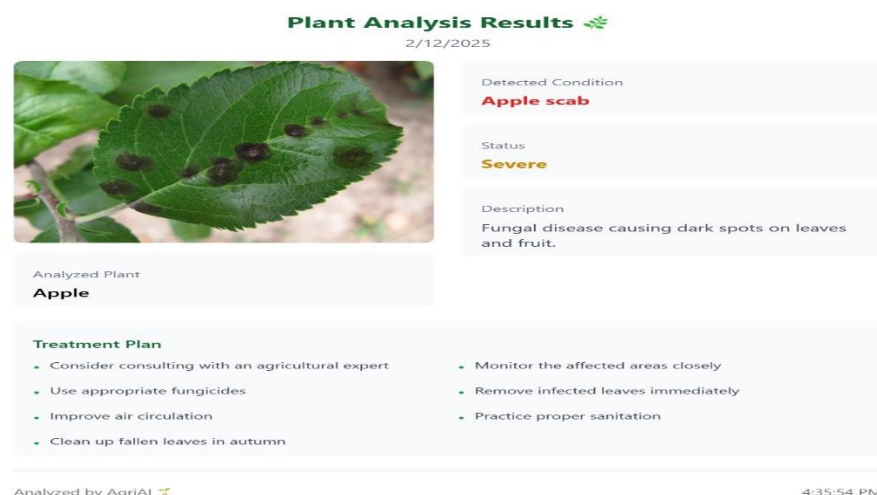 Plant Analysis Results
2/12/2025
Detected Condition
Apple scab
Status
Severe
Description
Fungal disease causing dark spots on leaves
and fruit.
Analyzed Plant
Apple
Treatment Plan
Consider consulting with an agricultural expert
Monitor the affected areas closely
Use appropriate fungicides
Remove infected leaves immediately
Improve air circulation
Practice proper sanitation
Clean up fallen leaves in autumn
Analyzed by AgriAI
4:35:54 PM